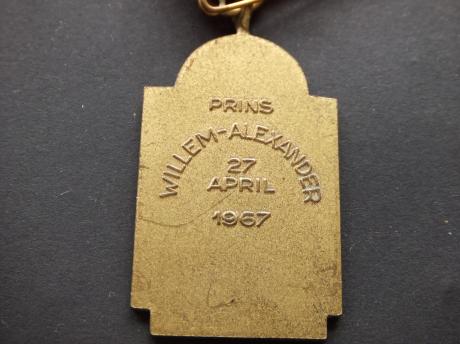 PRINS
WILLEM-ALEXANDER
27
APRIL
1967